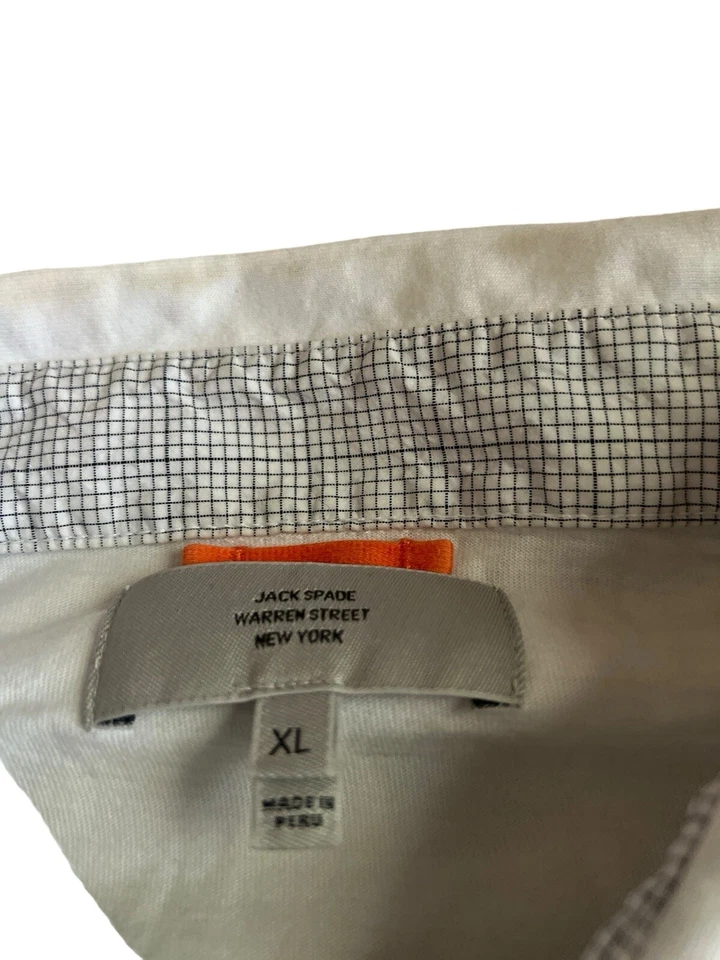 JACK SPADE
WARREN STREET
NEW YORK
XL
MADE IN
PERU